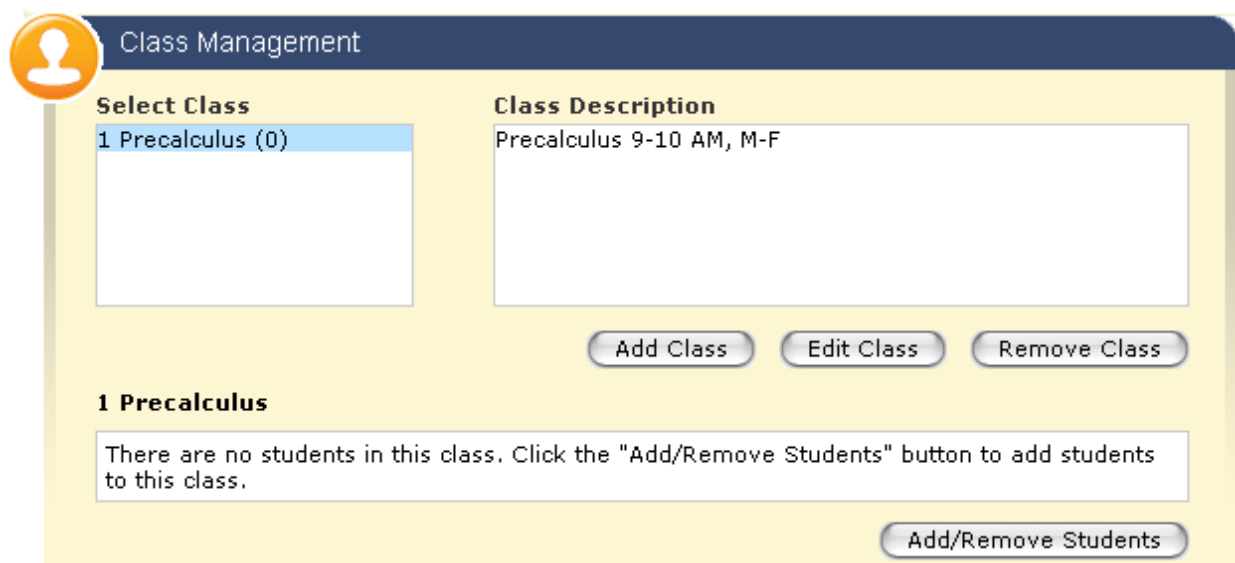 Class Management
Select Class
1 Precalculus (0)
Class Description
Precalculus 9-10 AM, M-F
Add Class
Edit Class
Remove Class
1 Precalculus
There are no students in this class. Click the "Add/Remove Students" button to add students
to this class.
Add/Remove Students